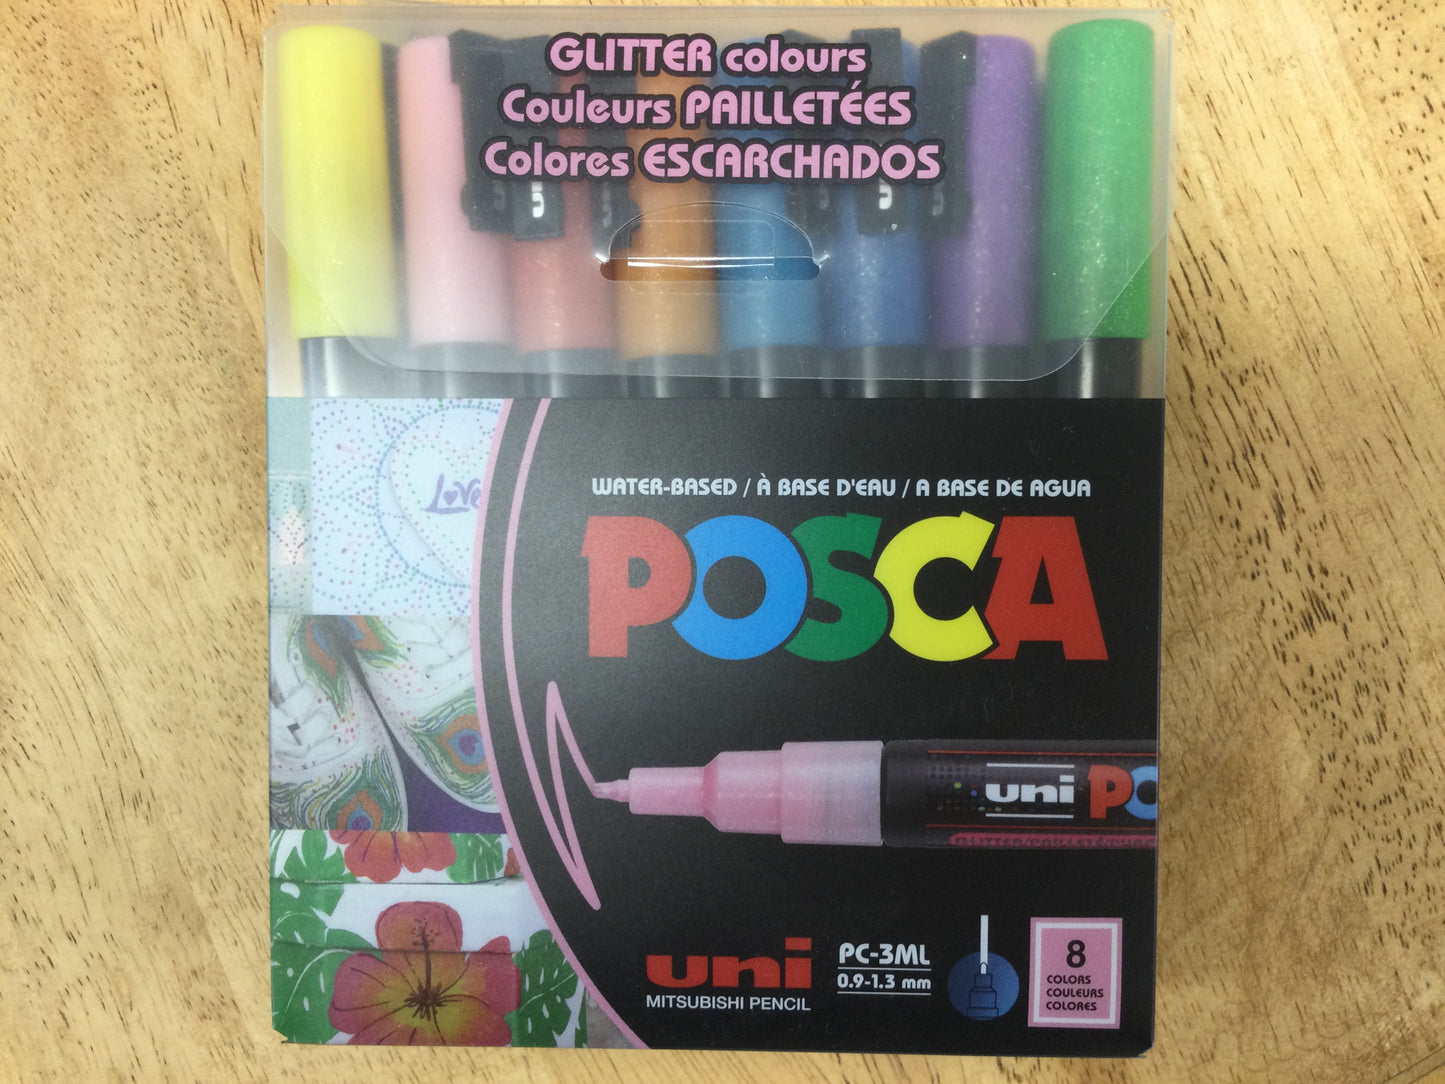 GLITTER colours
Couleurs PAILLETÉES
Colores ESCARCHADOS
Love
WATER-BASED / À BASE D'EAU / A BASE DE AGUA
POSCA
uni PO
uni
MITSUBISHI PENCIL
PC-3ML
0.9-1.3 mm
8
COLORS
COULEURS
COLORES